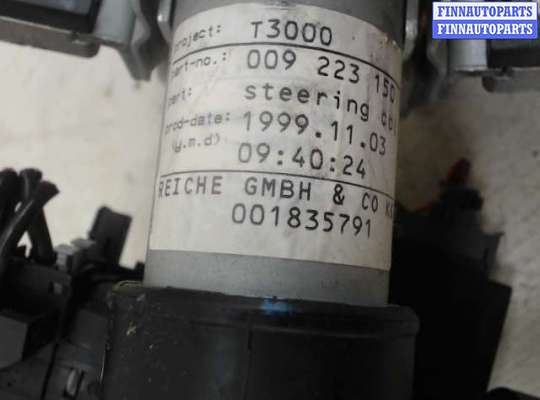 FINNAUTOPARTS
FINNAUTOPARTS
project: T3000
part-no.: 009 223 150
part: steering
prod-date: 1999.11.03
(y.m.d)
09:40:24
REICHE GMBH & CO
001835791